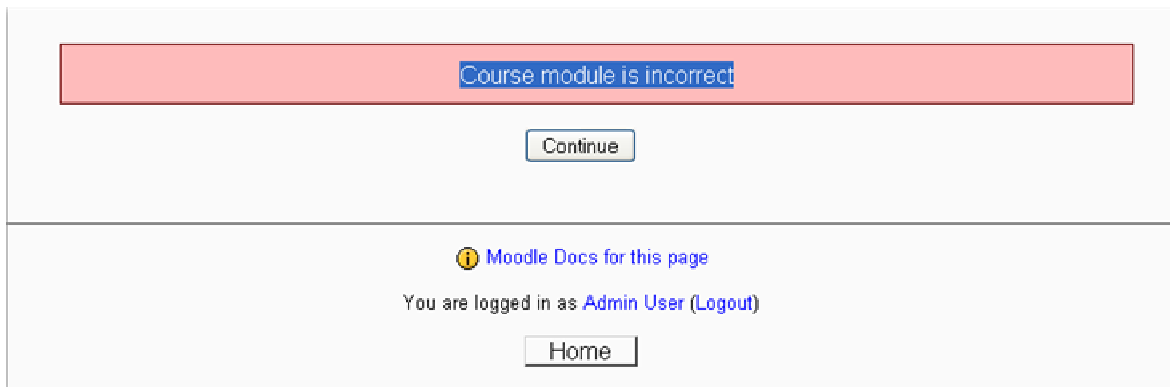 Course module is incorrect
Continue
Moodle Docs for this page
You are logged in as Admin User (Logout)
Home